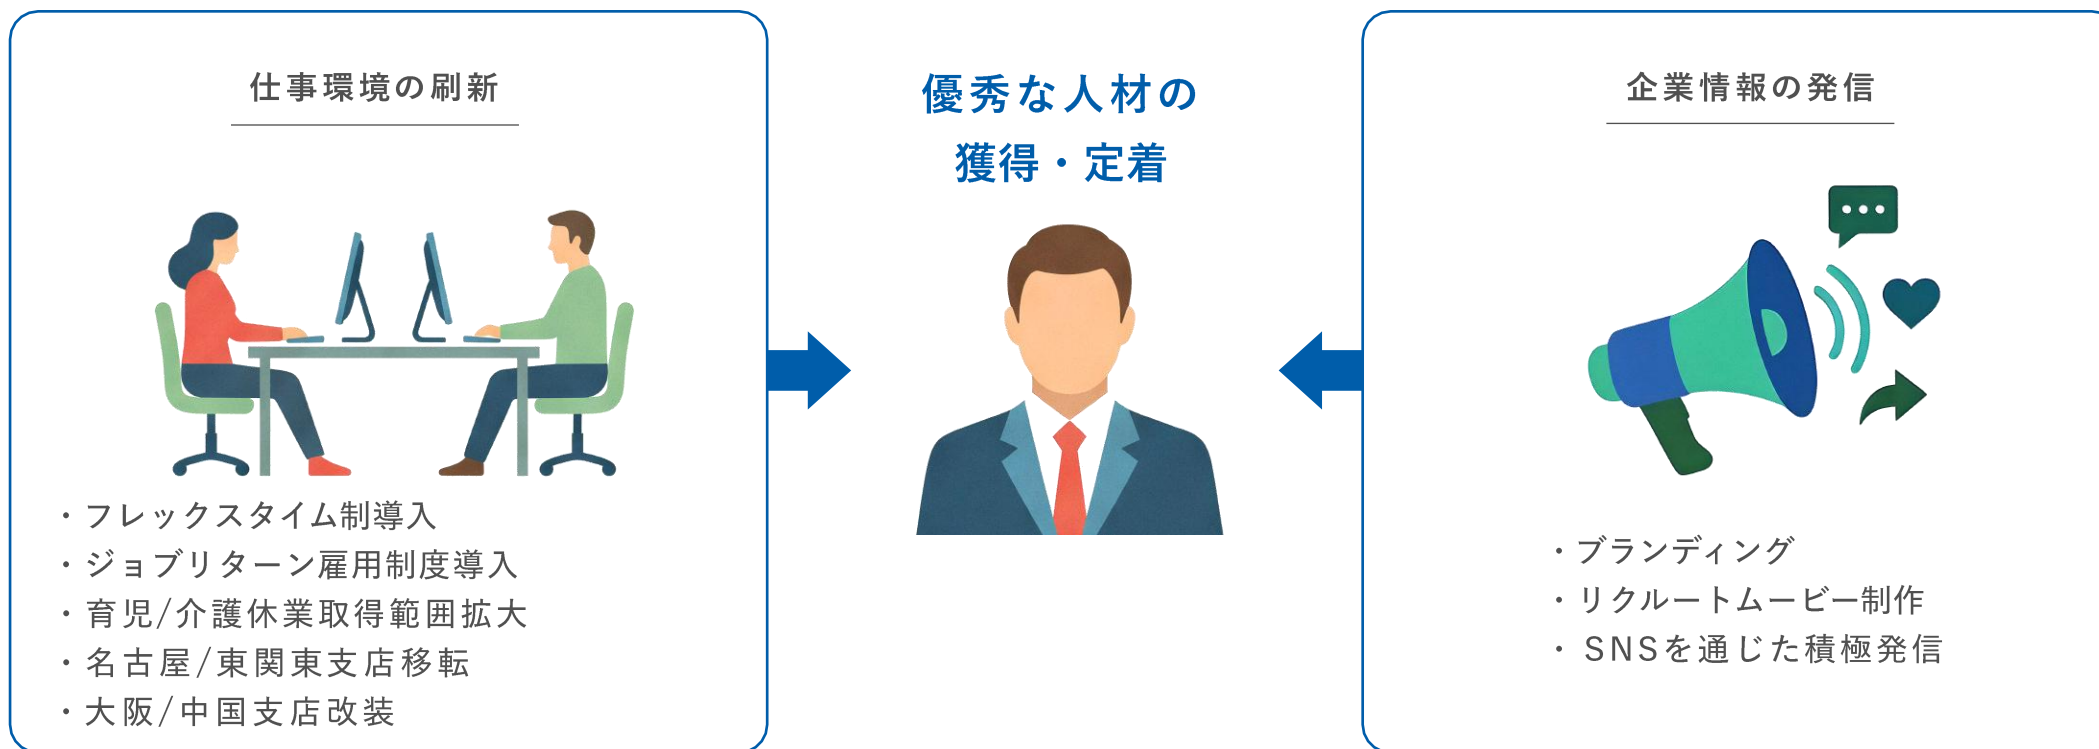 仕事環境の刷新
・フレックスタイム制導入
・ジョブリターン雇用制度導入
・育児/介護休業取得範囲拡大
・名古屋/東関東支店移転
・大阪/中国支店改装
優秀な人材の
獲得・定着
企業情報の発信
・ブランディング
・リクルートムービー制作
・SNSを通じた積極発信